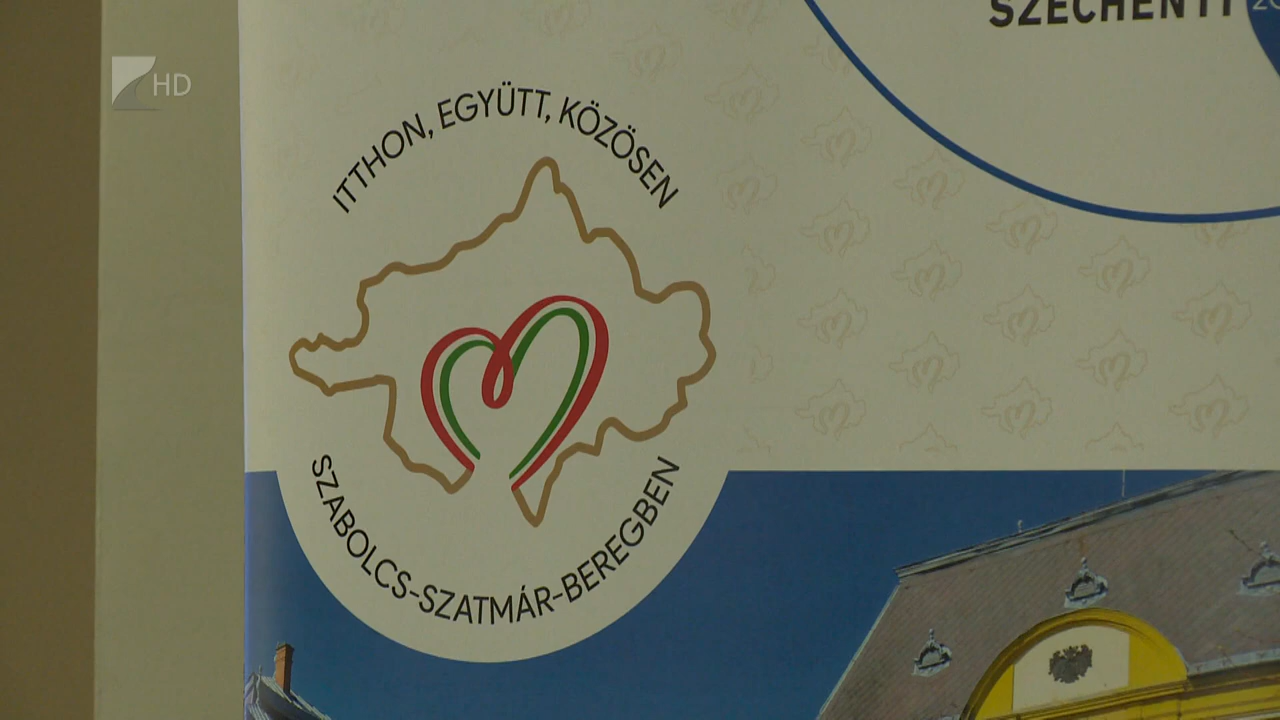 HD
SZÉCHENYI
ITTHON, EGYÜTT, KÖZÖSEN
SZABOLCS-SZATMÁR-BEREGBEN